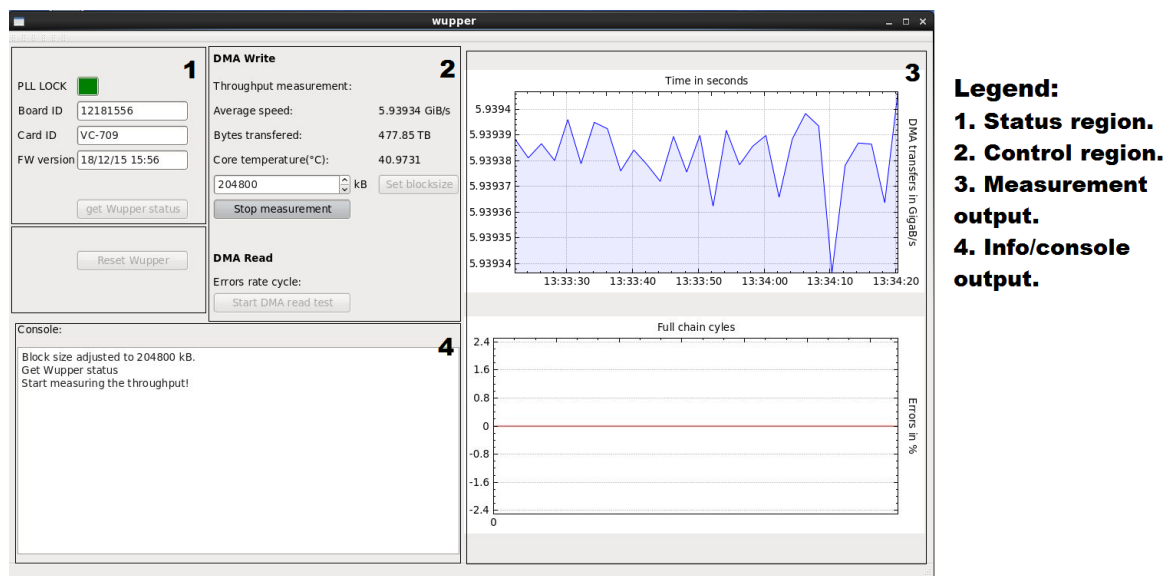 wupper
1
PLL LOCK
Board ID 12181556
Card ID VC-709
FW version 18/12/15 15:56
get Wupper status
Reset Wupper
DMA Write
2
Throughput measurement:
Average speed: 5.93934 GiB/s
Bytes transfered: 477.85 TB
Core temperature(°C): 40.9731
204800 kB Set blocksize
Stop measurement
DMA Read
Errors rate cycle:
Start DMA read test
Console:
4
Block size adjusted to 204800 kB.
Get Wupper status
Start measuring the throughput!
3
Time in seconds
5.9394
5.93939
5.93938
5.93937
5.93936
5.93935
5.93934
13:33:30 13:33:40 13:33:50 13:34:00 13:34:10 13:34:20
DMA transfers in GigaB/s
Full chain cyles
2.4
1.6
0.8
0
-0.8
-1.6
-2.4
0
Errors in %
Legend:
1. Status region.
2. Control region.
3. Measurement
output.
4. Info/console
output.